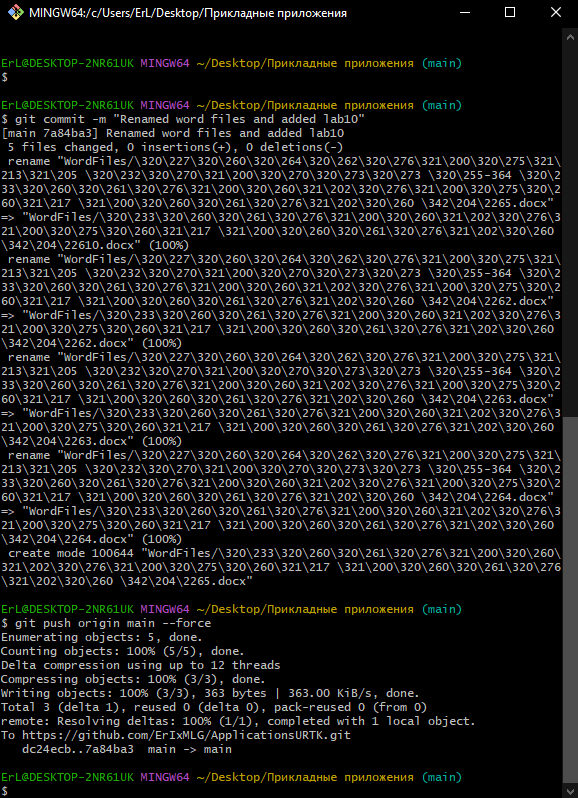 MINGW64:/c/Users/ErL/Desktop/Прикладные приложения
ErL@DESKTOP-2NR61UK MINGW64 ~/Desktop/Прикладные приложения (main)
$
ErL@DESKTOP-2NR61UK MINGW64 ~/Desktop/Прикладные приложения (main)
$ git commit -m "Renamed word files and added lab10"
[main 7a84ba3] Renamed word files and added lab10
 5 files changed, 0 insertions(+), 0 deletions(-)
 rename "WordFiles/\320\227\320\260\320\264\320\262\320\276\321\200\320\275\321\
213\321\205 \320\232\320\270\321\200\320\270\320\273\320\273 \320\255-364 \320\2
33\320\260\320\261\320\276\321\200\320\260\321\202\320\276\321\200\320\275\320\2
60\321\217 \321\200\320\260\320\261\320\276\321\202\320\260 \342\204\2265.docx"
=> "WordFiles/\320\233\320\260\320\261\320\276\321\200\320\260\321\202\320\276\3
21\200\320\275\320\260\321\217 \321\200\320\260\320\261\320\276\321\202\320\260
\342\204\22610.docx" (100%)
 rename "WordFiles/\320\227\320\260\320\264\320\262\320\276\321\200\320\275\321\
213\321\205 \320\232\320\270\321\200\320\270\320\273\320\273 \320\255-364 \320\2
33\320\260\320\261\320\276\321\200\320\260\321\202\320\276\321\200\320\275\320\2
60\321\217 \321\200\320\260\320\261\320\276\321\202\320\260 \342\204\2262.docx"
=> "WordFiles/\320\233\320\260\320\261\320\276\321\200\320\260\321\202\320\276\3
21\200\320\275\320\260\321\217 \321\200\320\260\320\261\320\276\321\202\320\260
\342\204\2262.docx" (100%)
 rename "WordFiles/\320\227\320\260\320\264\320\262\320\276\321\200\320\275\321\
213\321\205 \320\232\320\270\321\200\320\270\320\273\320\273 \320\255-364 \320\2
33\320\260\320\261\320\276\321\200\320\260\321\202\320\276\321\200\320\275\320\2
60\321\217 \321\200\320\260\320\261\320\276\321\202\320\260 \342\204\2263.docx"
=> "WordFiles/\320\233\320\260\320\261\320\276\321\200\320\260\321\202\320\276\3
21\200\320\275\320\260\321\217 \321\200\320\260\320\261\320\276\321\202\320\260
\342\204\2263.docx" (100%)
 rename "WordFiles/\320\227\320\260\320\264\320\262\320\276\321\200\320\275\321\
213\321\205 \320\232\320\270\321\200\320\270\320\273\320\273 \320\255-364 \320\2
33\320\260\320\261\320\276\321\200\320\260\321\202\320\276\321\200\320\275\320\2
60\321\217 \321\200\320\260\320\261\320\276\321\202\320\260 \342\204\2264.docx"
=> "WordFiles/\320\233\320\260\320\261\320\276\321\200\320\260\321\202\320\276\3
21\200\320\275\320\260\321\217 \321\200\320\260\320\261\320\276\321\202\320\260
\342\204\2264.docx" (100%)
 create mode 100644 "WordFiles/\320\233\320\260\320\261\320\276\321\200\320\260\
321\202\320\276\321\200\320\275\320\260\321\217 \321\200\320\260\320\261\320\276
\321\202\320\260 \342\204\2265.docx"
ErL@DESKTOP-2NR61UK MINGW64 ~/Desktop/Прикладные приложения (main)
$ git push origin main --force
Enumerating objects: 5, done.
Counting objects: 100% (5/5), done.
Delta compression using up to 12 threads
Compressing objects: 100% (3/3), done.
Writing objects: 100% (3/3), 363 bytes | 363.00 KiB/s, done.
Total 3 (delta 1), reused 0 (delta 0), pack-reused 0 (from 0)
remote: Resolving deltas: 100% (1/1), completed with 1 local object.
To https://github.com/ErIxMLG/ApplicationsURTK.git
   dc24ecb..7a84ba3  main -> main
ErL@DESKTOP-2NR61UK MINGW64 ~/Desktop/Прикладные приложения (main)
$